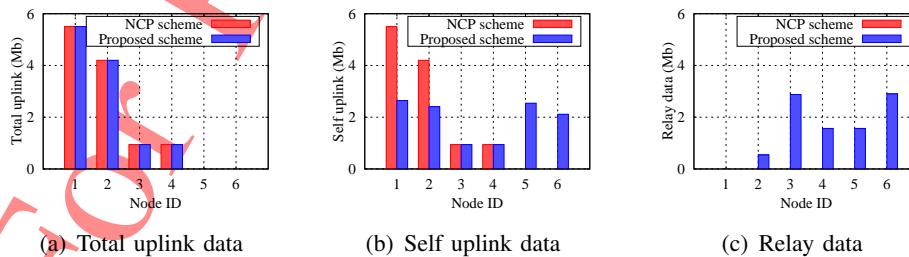 6
4
2
0
Total uplink (Mb)
NCP scheme
Proposed scheme
1 2 3 4 5 6
Node ID
(a) Total uplink data
6
4
2
0
Self uplink (Mb)
NCP scheme
Proposed scheme
1 2 3 4 5 6
Node ID
(b) Self uplink data
6
4
2
0
Relay data (Mb)
NCP scheme
Proposed scheme
1 2 3 4 5 6
Node ID
(c) Relay data
For